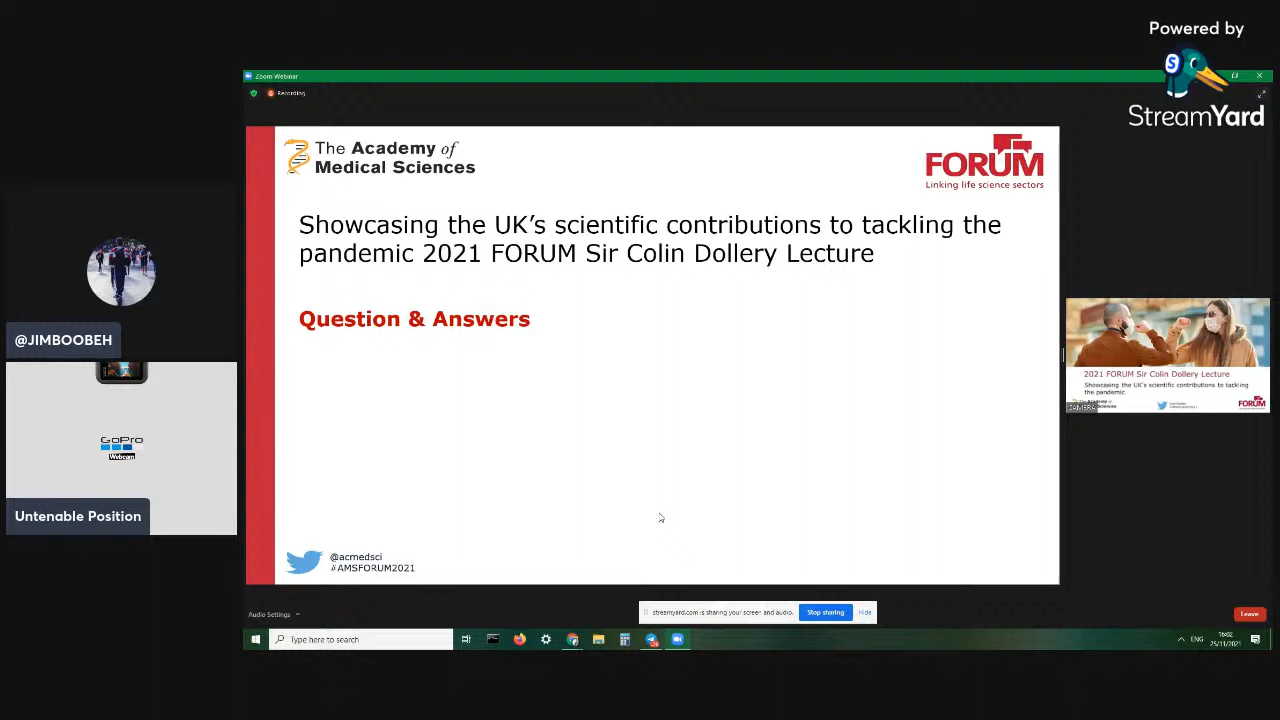 Powered by
StreamYard
Zoom Webinar
Recording
The Academy of
Medical Sciences
FORUM
Linking life science sectors
Showcasing the UK's scientific contributions to tackling the
pandemic 2021 FORUM Sir Colin Dollery Lecture
Question & Answers
@JIMBOOBEH
GoPro
Webcam
Untenable Position
2021 FORUM Sir Colin Dollery Lecture
Showcasing the UK's scientific contributions to tackling
the pandemic
FORUM
@acmedsci
#AMSFORUM2021
Audio Settings
streamyard.com is sharing your screen and audio.
Stop sharing
Hide
Leave
Type here to search
ENG
16:02
25/11/2021